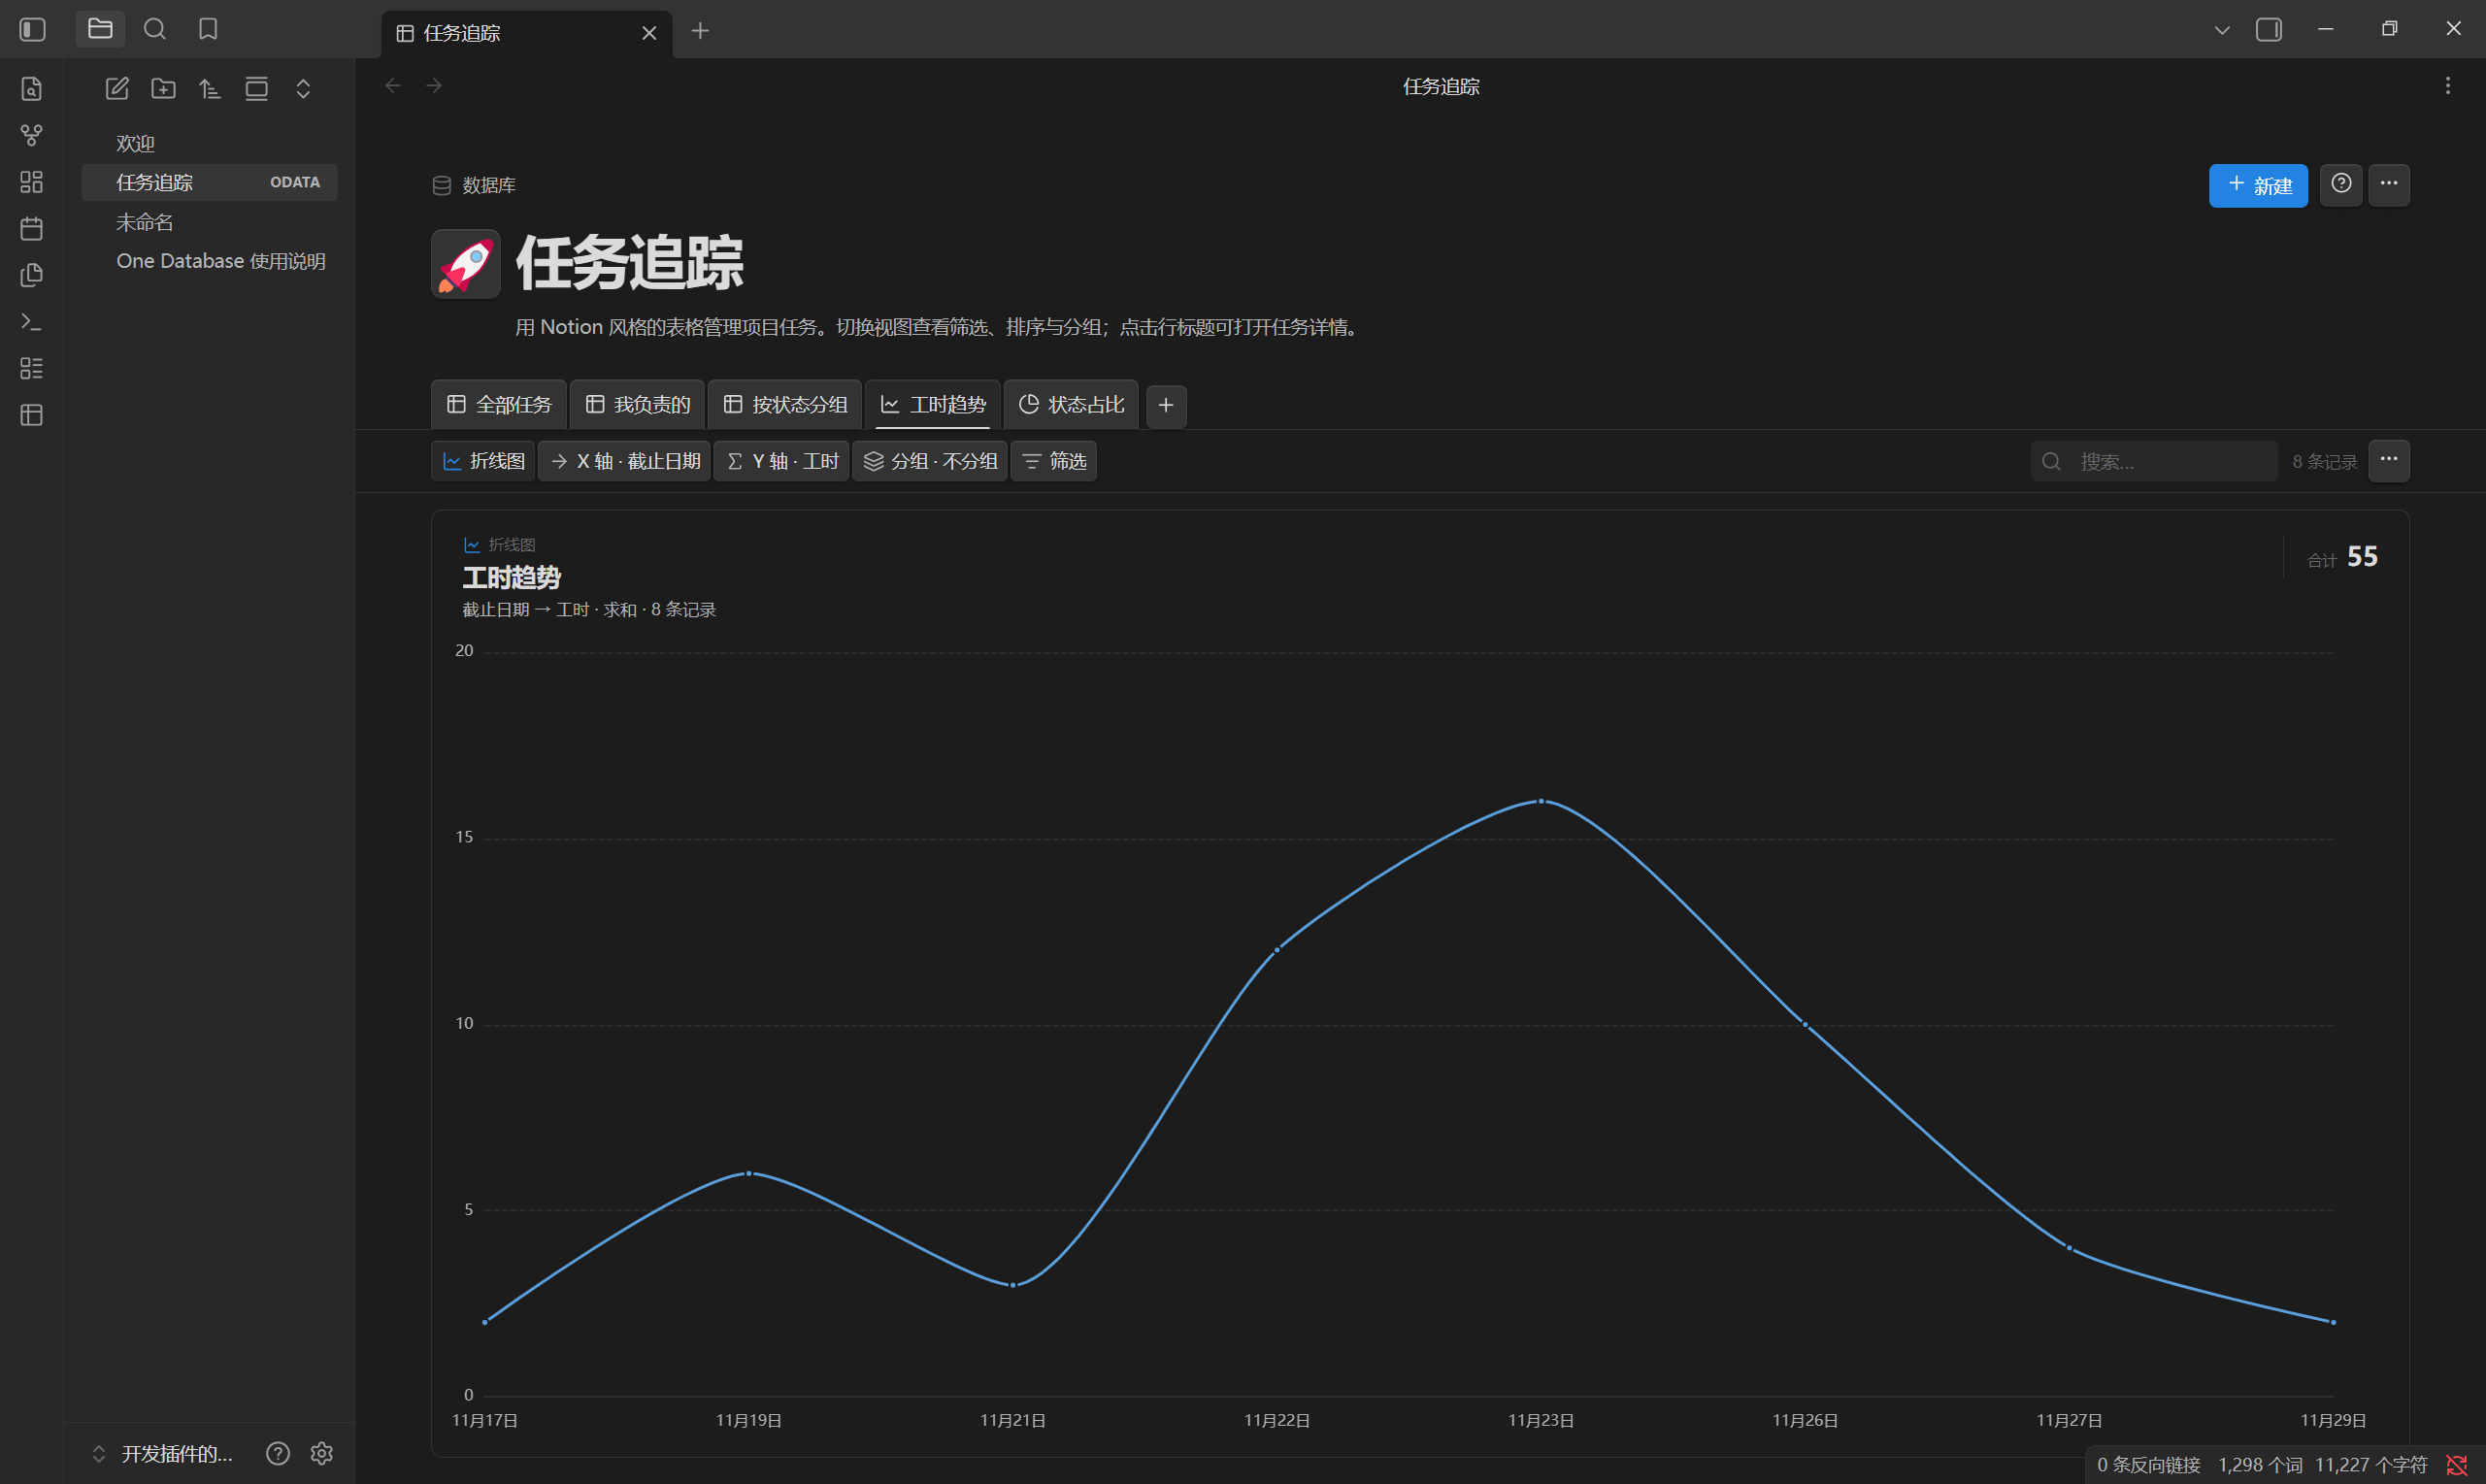 任务追踪
欢迎
任务追踪 ODATA
未命名
One Database 使用说明
开发插件的...
任务追踪
数据库
新建
任务追踪
用 Notion 风格的表格管理项目任务。切换视图查看筛选、排序与分组；点击行标题可打开任务详情。
全部任务 我负责的 按状态分组 工时趋势 状态占比
折线图 X 轴 · 截止日期 Y 轴 · 工时 分组 · 不分组 筛选 搜索... 8 条记录
折线图
工时趋势
截止日期 → 工时 · 求和 · 8 条记录
合计 55
20
15
10
5
0
11月17日 11月19日 11月21日 11月22日 11月23日 11月26日 11月27日 11月29日
0 条反向链接 1,298 个词 11,227 个字符